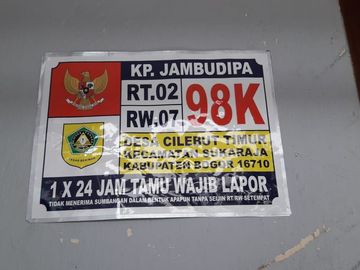 KP. JAMBUDIPA
RT.02
RW.07
98K
DESA CILEBUT TIMUR
KECAMATAN SUKARAJA
KABUPATEN BOGOR 16710
1 X 24 JAM TAMU WAJIB LAPOR
TIDAK MENERIMA SUMBANGAN DALAM BENTUK APAPUN TANPA SEIJIN RT/RW SETEMPAT